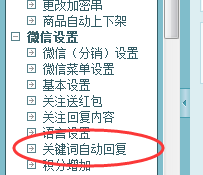 更改加密串
商品自动上下架
微信设置
微信（分销）设置
微信菜单设置
基本设置
关注送红包
关注回复内容
语言设置
关键词自动回复
积分增加